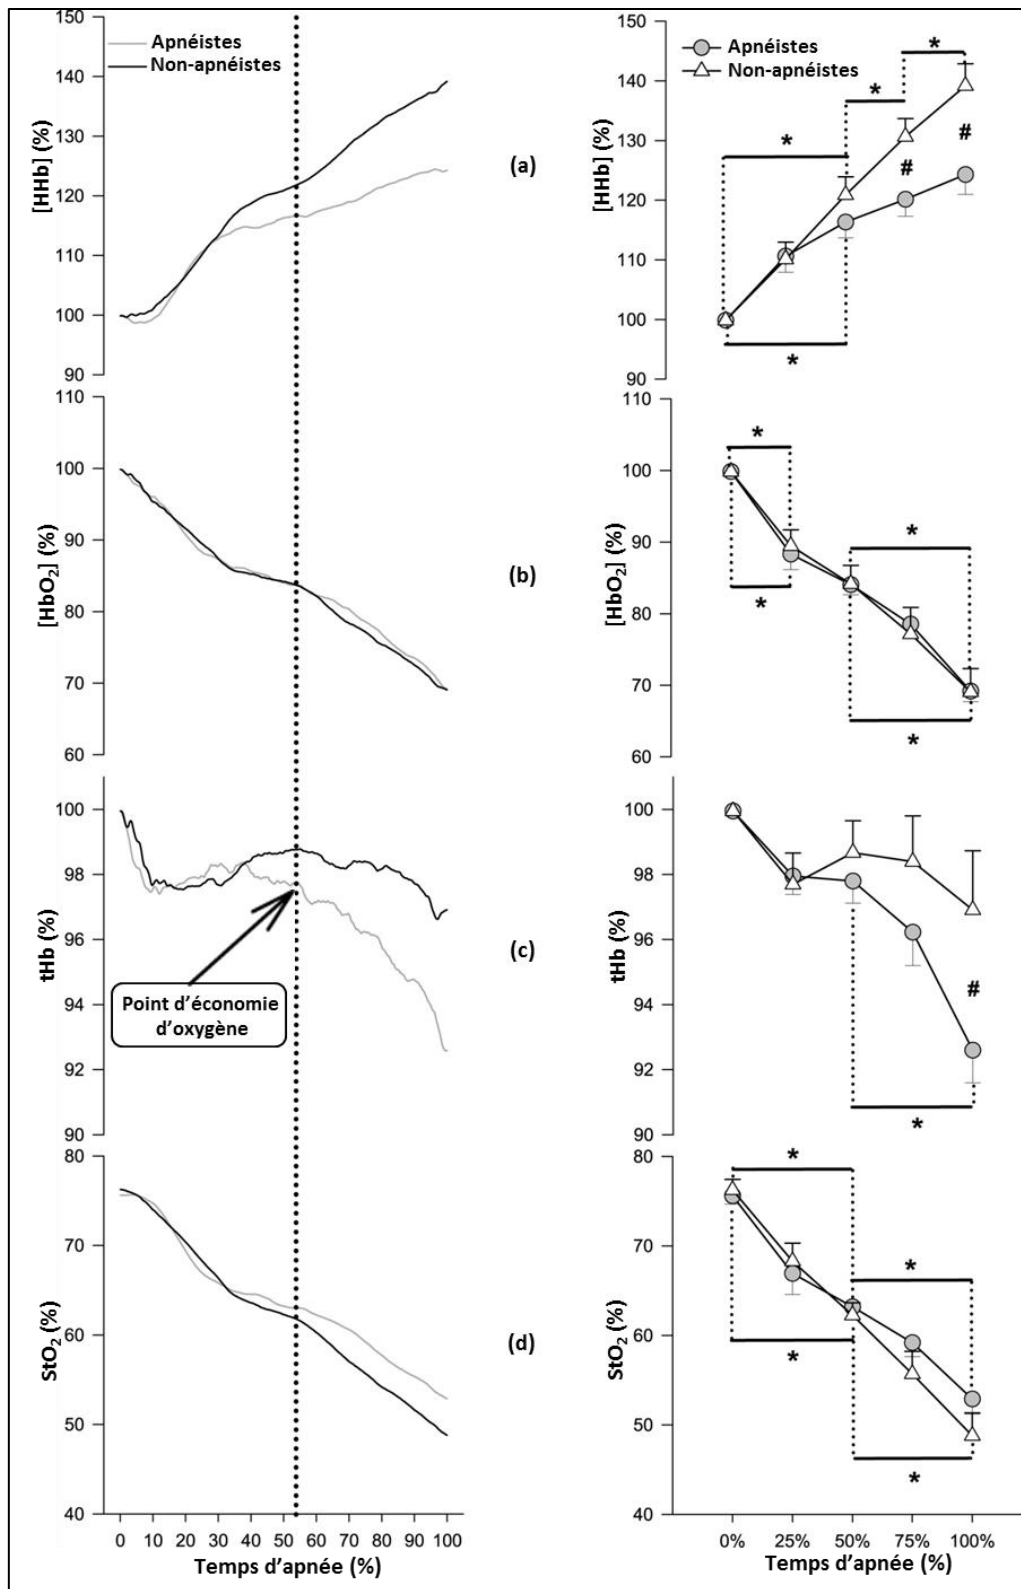 150
140
130
120
110
100
90
[HHb] (%)
Apnéistes
Non-apnéistes
(a)
150
140
130
120
110
100
90
[HHb] (%)
Apnéistes
Non-apnéistes
*
*
*
#
#
*
110
100
90
80
70
60
[HbO₂] (%)
(b)
110
100
90
80
70
60
[HbO₂] (%)
*
*
*
*
100
98
96
94
92
90
tHb (%)
Point d'économie
d'oxygène
(c)
100
98
96
94
92
90
tHb (%)
#
*
80
70
60
50
40
StO₂ (%)
(d)
80
70
60
50
40
StO₂ (%)
*
*
*
*
0 10 20 30 40 50 60 70 80 90 100
Temps d'apnée (%)
0% 25% 50% 75% 100%
Temps d'apnée (%)